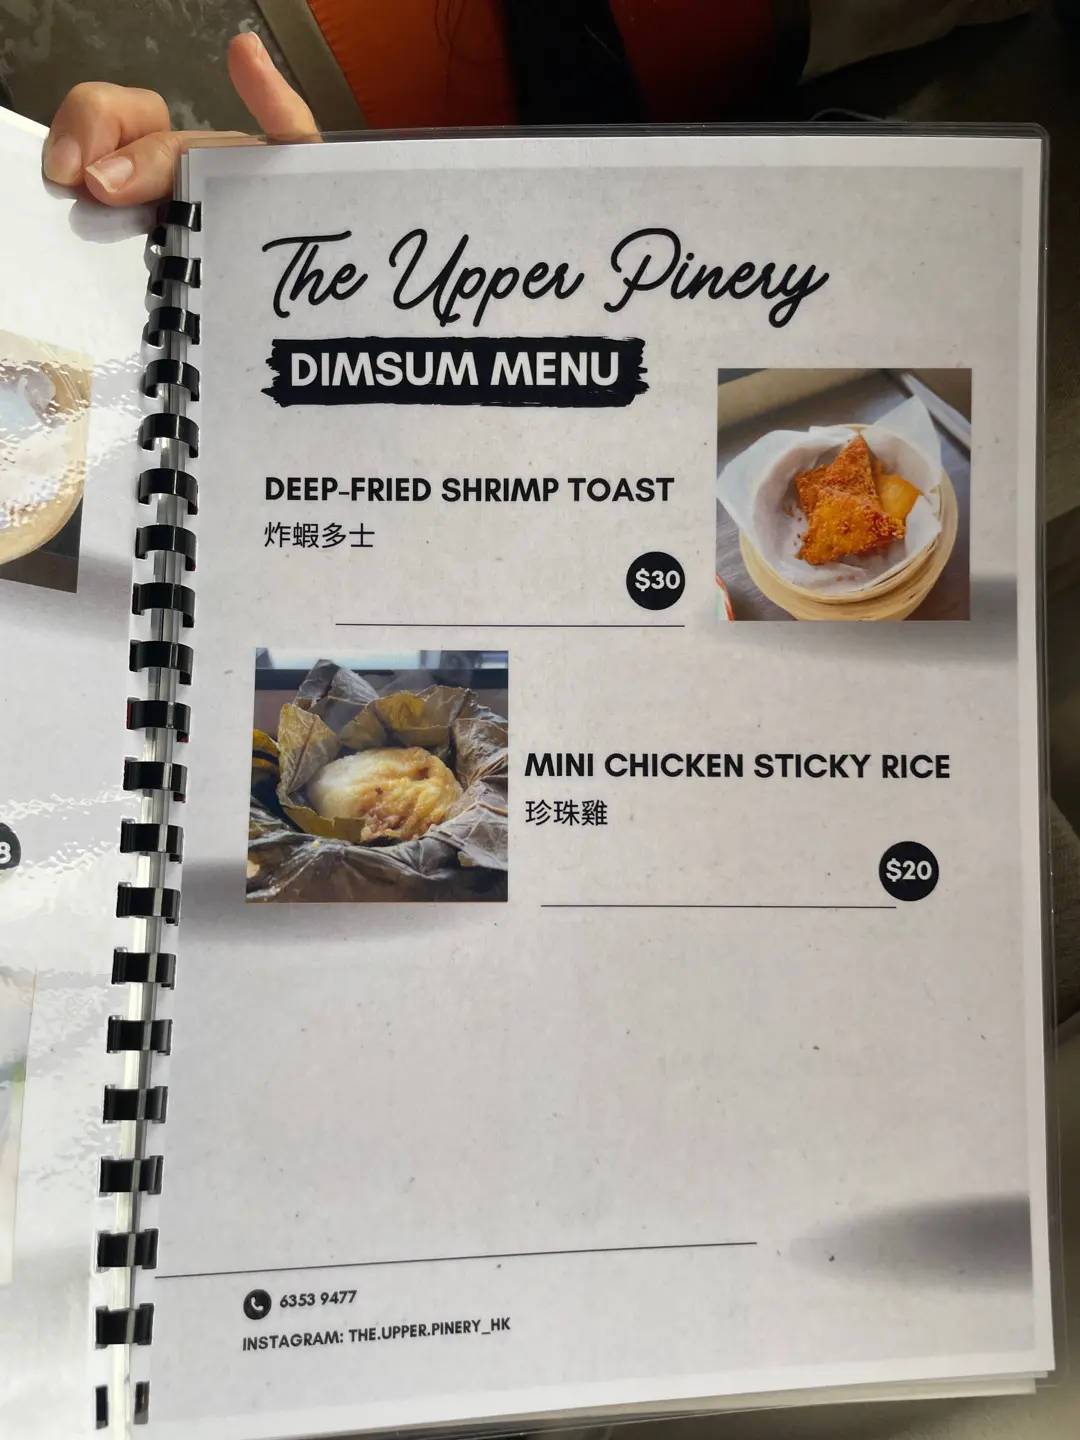 The Upper Pinery
DIMSUM MENU
DEEP-FRIED SHRIMP TOAST
炸蝦多士
$30
MINI CHICKEN STICKY RICE
珍珠雞
$20
6353 9477
INSTAGRAM: THE.UPPER.PINERY_HK